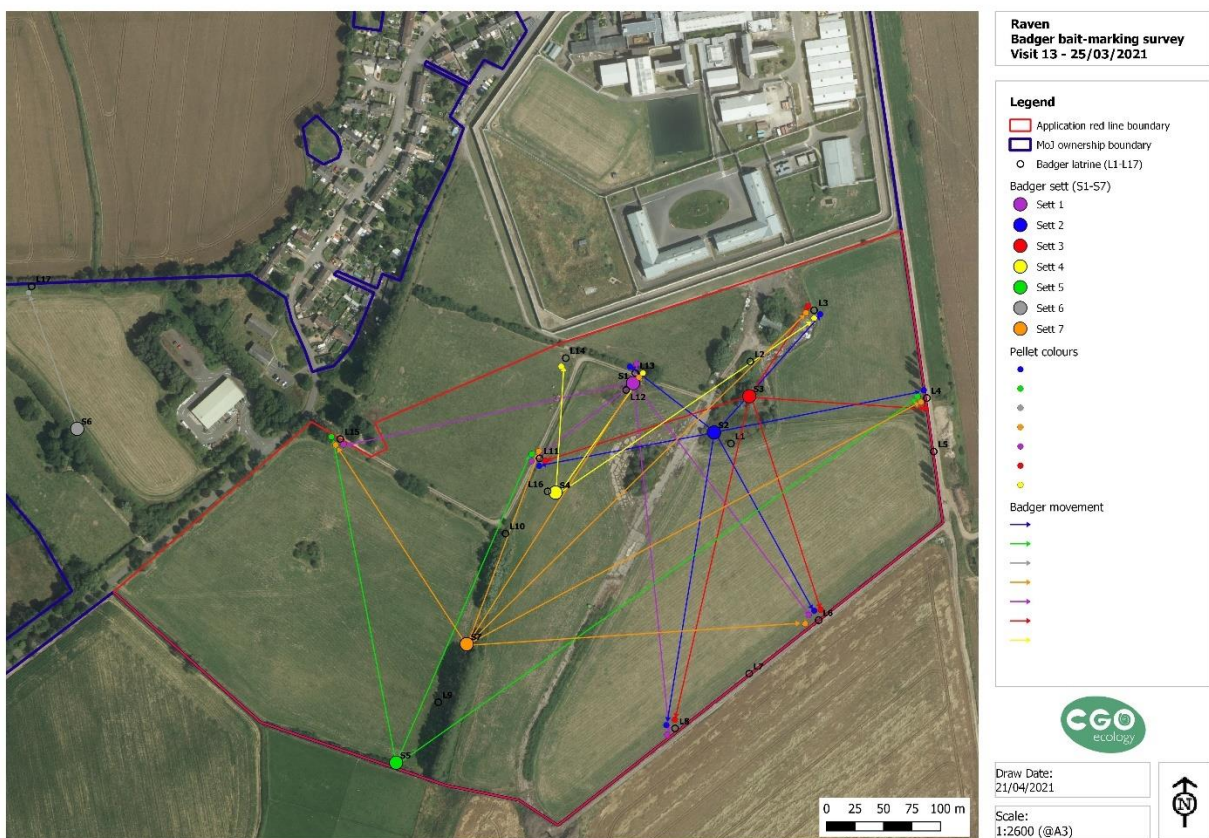 Raven
Badger bait-marking survey
Visit 13 - 25/03/2021
Legend
Application red line boundary
MoJ ownership boundary
Badger latrine (L1-L17)
Badger sett (S1-S7)
Sett 1
Sett 2
Sett 3
Sett 4
Sett 5
Sett 6
Sett 7
Pellet colours
Badger movement
CGO
ecology
Draw Date:
21/04/2021
Scale:
1:2600 (@A3)
N
L17
L3
L14
L13
L2
S1
L12
S3
L4
S6
L15
S2
L1
L11
L5
L16
S4
L10
L6
S7
L7
L9
L8
S5
0 25 50 75 100 m